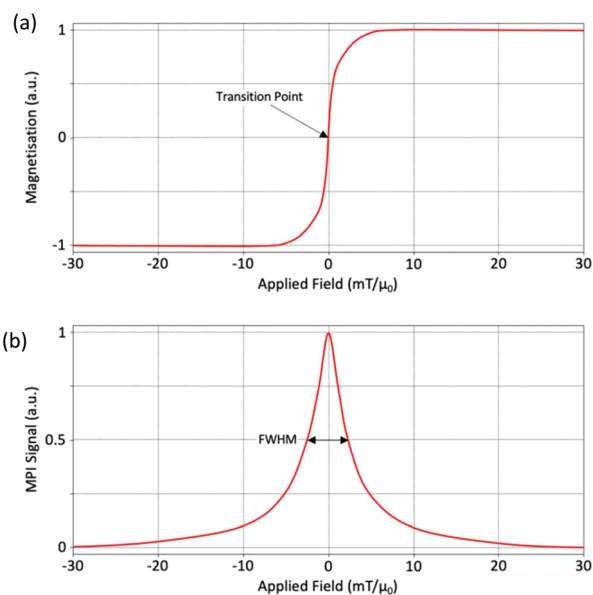 (a)
Magnetisation (a.u.)
1
0
-1
Transition Point
-30 -20 -10 0 10 20 30
Applied Field (mT/μ₀)
(b)
MPI Signal (a.u.)
1
0.5
0
FWHM
-30 -20 -10 0 10 20 30
Applied Field (mT/μ₀)